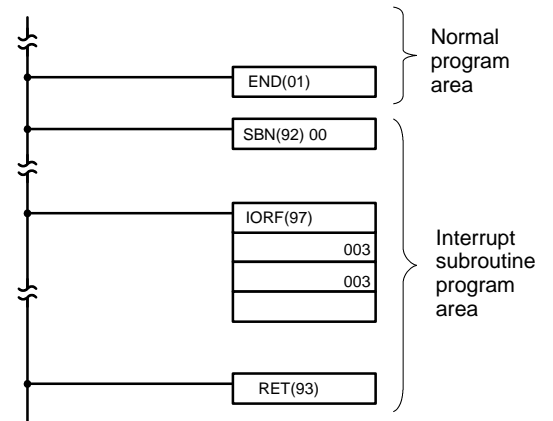 Normal
program
area
END(01)
SBN(92) 00
IORF(97)
003
003
Interrupt
subroutine
program
area
RET(93)